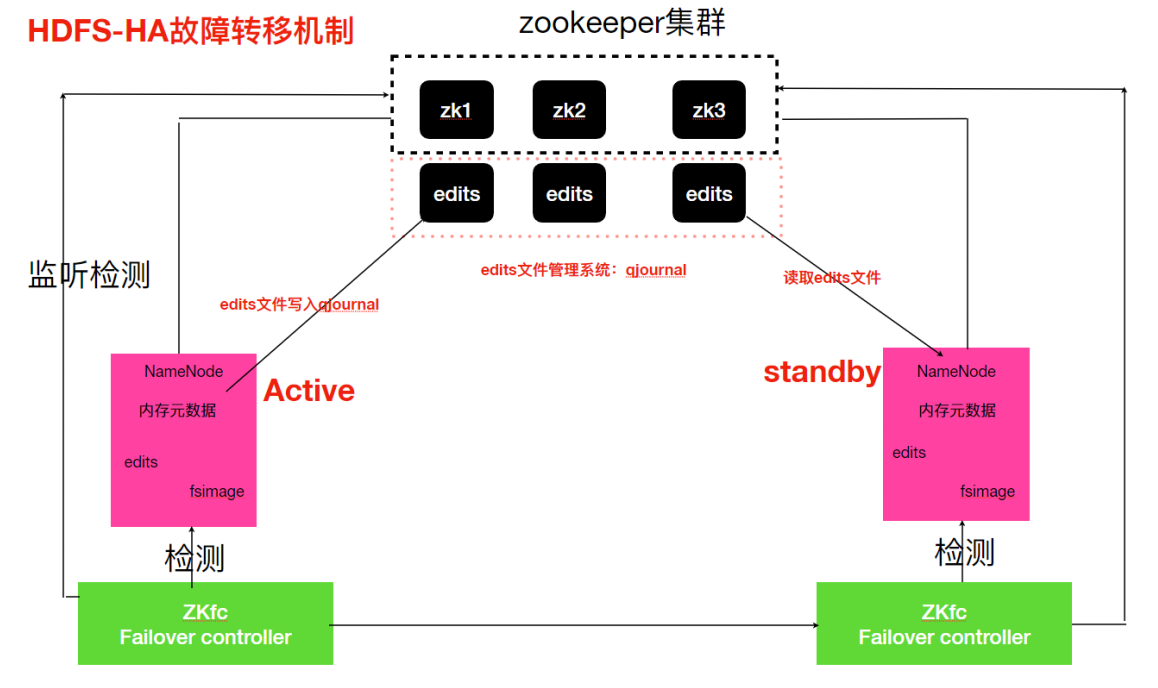 HDFS-HA故障转移机制
zookeeper集群
zk1
zk2
zk3
edits
edits
edits
监听检测
edits文件管理系统：qjournal
读取edits文件
edits文件写入qjournal
Active
standby
NameNode
内存元数据
edits
fsimage
NameNode
内存元数据
edits
fsimage
检测
检测
ZKfc
Failover controller
ZKfc
Failover controller